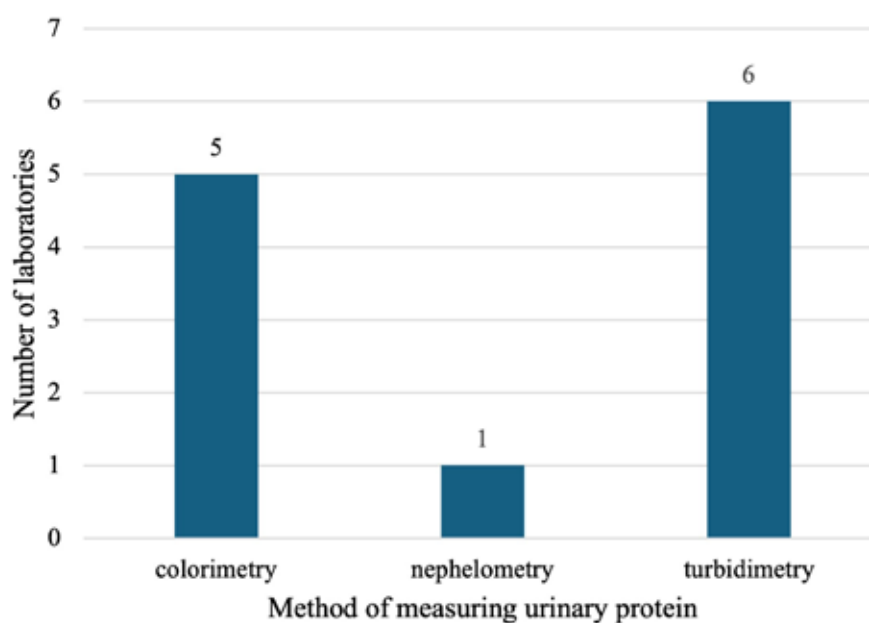 7
6
6
5
5
4
3
2
1
1
0
Number of laboratories
colorimetry
nephelometry
turbidimetry
Method of measuring urinary protein